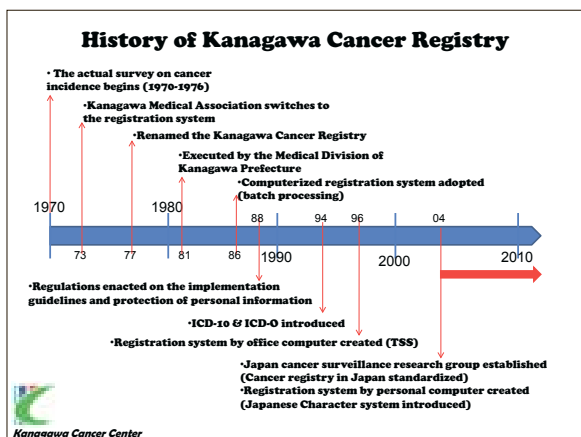 History of Kanagawa Cancer Registry
・The actual survey on cancer
incidence begins (1970-1976)
・Kanagawa Medical Association switches to
the registration system
・Renamed the Kanagawa Cancer Registry
・Executed by the Medical Division of
Kanagawa Prefecture
・Computerized registration system adopted
(batch processing)
1970
1980
88
94
96
04
73
77
81
86
1990
2000
2010
・Regulations enacted on the implementation
guidelines and protection of personal information
・ICD-10 & ICD-O introduced
・Registration system by office computer created (TSS)
・Japan cancer surveillance research group established
(Cancer registry in Japan standardized)
・Registration system by personal computer created
(Japanese Character system introduced)
Kanagawa Cancer Center